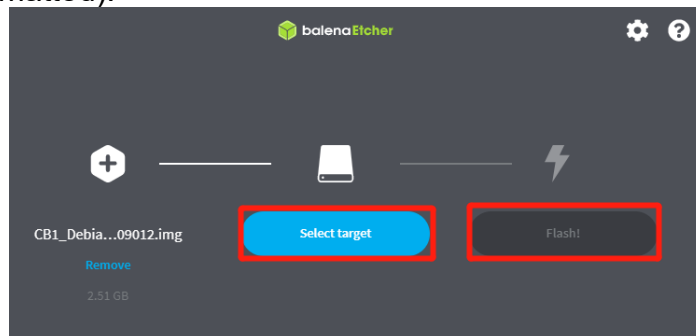 balenaEtcher
CB1_Debia...09012.img
Select target
Flash!
Remove
2.51 GB